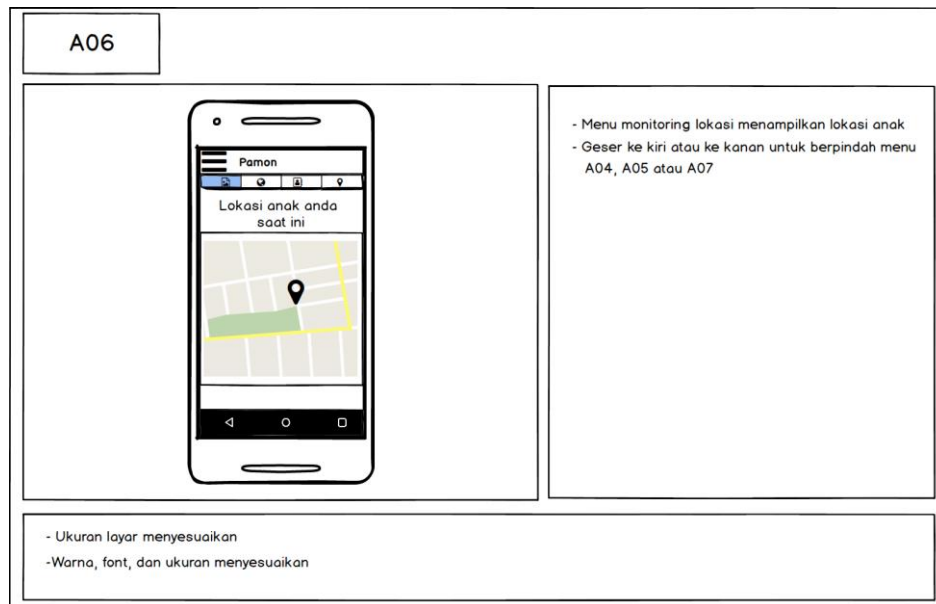 A06
Pamon
Lokasi anak anda
saat ini
- Menu monitoring lokasi menampilkan lokasi anak
- Geser ke kiri atau ke kanan untuk berpindah menu
A04, A05 atau A07
- Ukuran layar menyesuaikan
-Warna, font, dan ukuran menyesuaikan